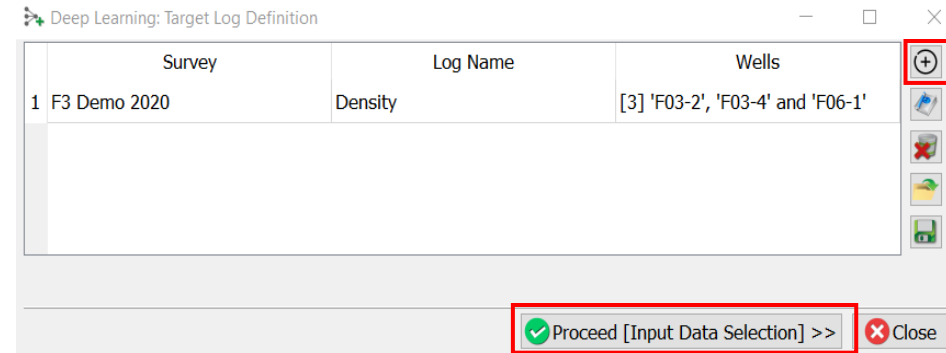 Deep Learning: Target Log Definition
Survey Log Name Wells
1 F3 Demo 2020 Density [3] 'F03-2', 'F03-4' and 'F06-1'
Proceed [Input Data Selection] >> Close